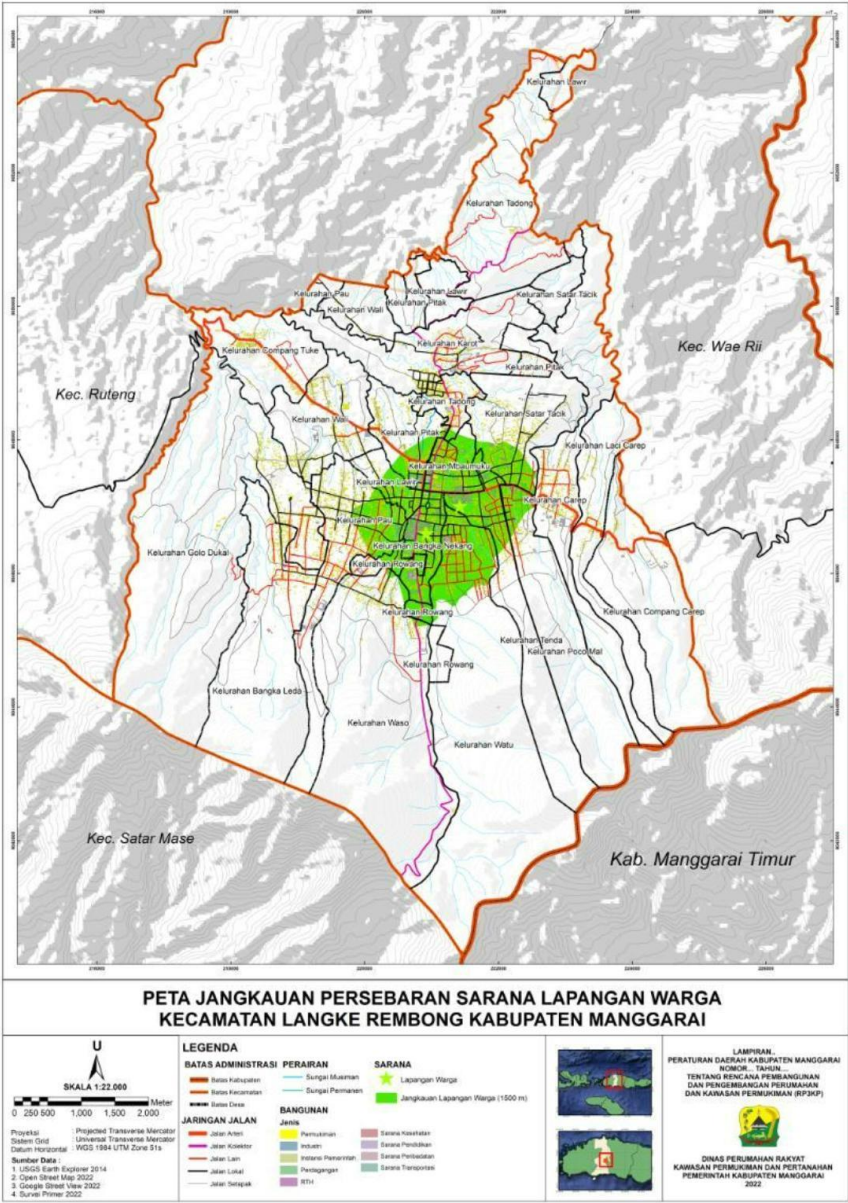 Kelurahan Lawir
Kelurahan Tadong
Kelurahan Pau
Kelurahan Lawir
Kelurahan Pitak
Kelurahan Satar Tacik
Kelurahan Wali
Kelurahan Karot
Kec. Wae Rii
Kelurahan Compang Tuke
Kelurahan Pitak
Kec. Ruteng
Kelurahan Tadong
Kelurahan Satar Tacik
Kelurahan Wali
Kelurahan Pitak
Kelurahan Laci Carep
Kelurahan Mbaumuku
Kelurahan Lawir
Kelurahan Carep
Kelurahan Pau
Kelurahan Bangka Nekang
Kelurahan Golo Dukal
Kelurahan Rowang
Kelurahan Rowang
Kelurahan Compang Carep
Kelurahan Tenda
Kelurahan Poco Mal
Kelurahan Rowang
Kelurahan Bangka Leda
Kelurahan Waso
Kelurahan Watu
Kec. Satar Mase
Kab. Manggarai Timur
PETA JANGKAUAN PERSEBARAN SARANA LAPANGAN WARGA
KECAMATAN LANGKE REMBONG KABUPATEN MANGGARAI
U
SKALA 1:22.000
0 250 500 1,000 1,500 2,000 Meter
Proyeksi : Projected Transverse Mercator
Sistem Grid : Universal Transverse Mercator
Datum Horizontal : WGS 1984 UTM Zone 51s
Sumber Data :
1. USGS Earth Explorer 2014
2. Open Street Map 2022
3. Google Street View 2022
4. Survei Primer 2022
LEGENDA
BATAS ADMINISTRASI
Batas Kabupaten
Batas Kecamatan
Batas Desa
JARINGAN JALAN
Jalan Arteri
Jalan Kolektor
Jalan Lain
Jalan Lokal
Jalan Setapak
PERAIRAN
Sungai Musiman
Sungai Permanen
BANGUNAN
Jenis
Permukiman
Industri
Instansi Pemerintah
Perdagangan
RTH
Sarana Kesehatan
Sarana Pendidikan
Sarana Peribadatan
Sarana Transportasi
SARANA
Lapangan Warga
Jangkauan Lapangan Warga (1500 m)
LAMPIRAN..
PERATURAN DAERAH KABUPATEN MANGGARAI
NOMOR... TAHUN....
TENTANG RENCANA PEMBANGUNAN
DAN PENGEMBANGAN PERUMAHAN
DAN KAWASAN PERMUKIMAN (RP3KP)
DINAS PERUMAHAN RAKYAT
KAWASAN PERMUKIMAN DAN PERTANAHAN
PEMERINTAH KABUPATEN MANGGARAI
2022